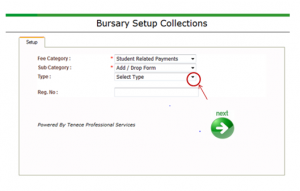 Bursary Setup Collections
Setup
Fee Category : * Student Related Payments
Sub Category : * Add / Drop Form
Type : Select Type
Reg. No :
next
Powered By Tenece Professional Services